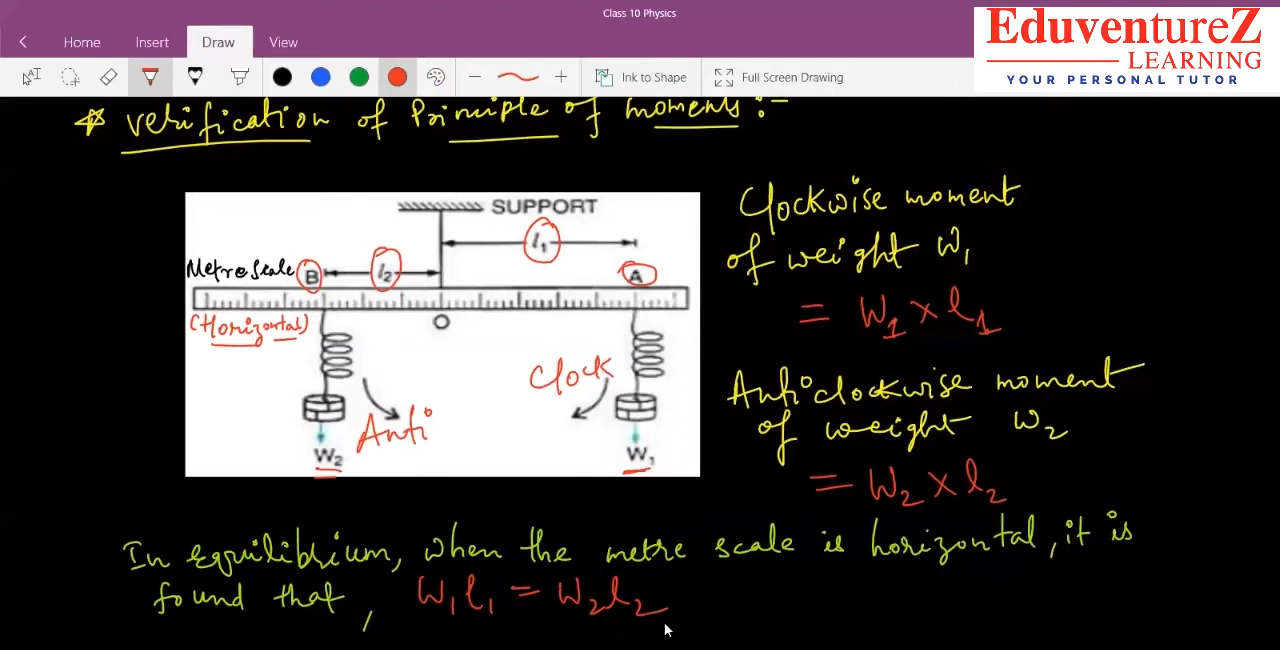 Class 10 Physics
Home Insert Draw View
EduventureZ
LEARNING
YOUR PERSONAL TUTOR
Ink to Shape Full Screen Drawing
* Verification of Principle of moments:-
SUPPORT
l₁
Metre Scale B l₂ A
(Horizontal) O
Clock
Anti
W₂ W₁
Clockwise moment
of weight W₁
= W₁ × l₁
Anticlockwise moment
of weight W₂
= W₂ × l₂
In equilibrium, when the metre scale is horizontal, it is
found that, W₁l₁ = W₂l₂